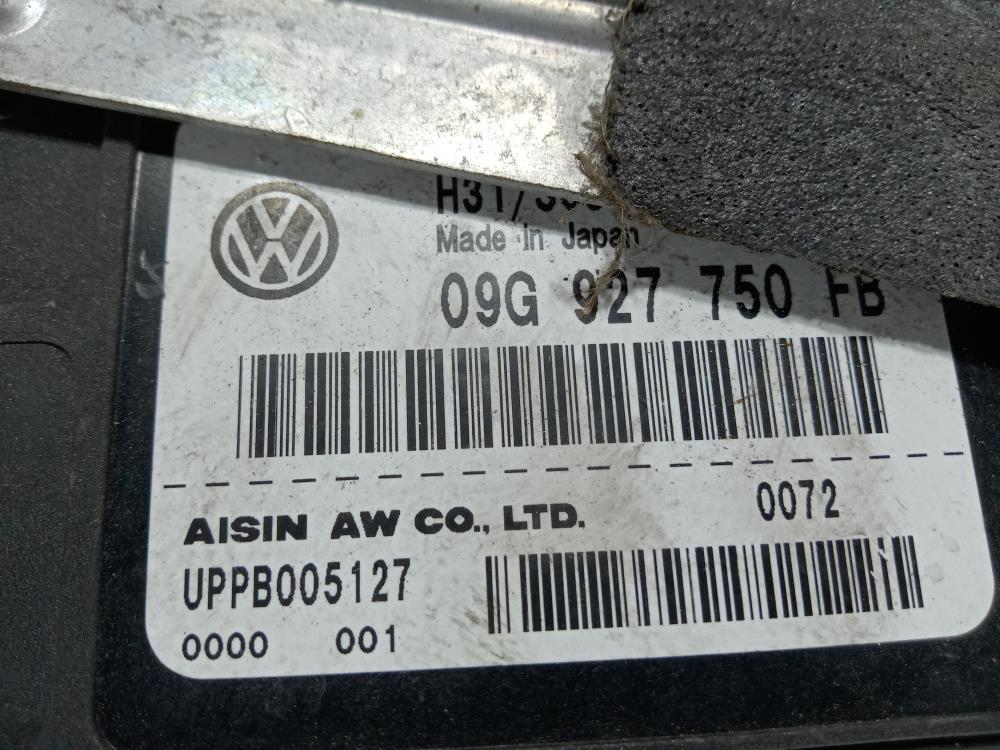 Made In Japan
09G 927 750 FB
AISIN AW CO., LTD.
0072
UPPB005127
0000 001